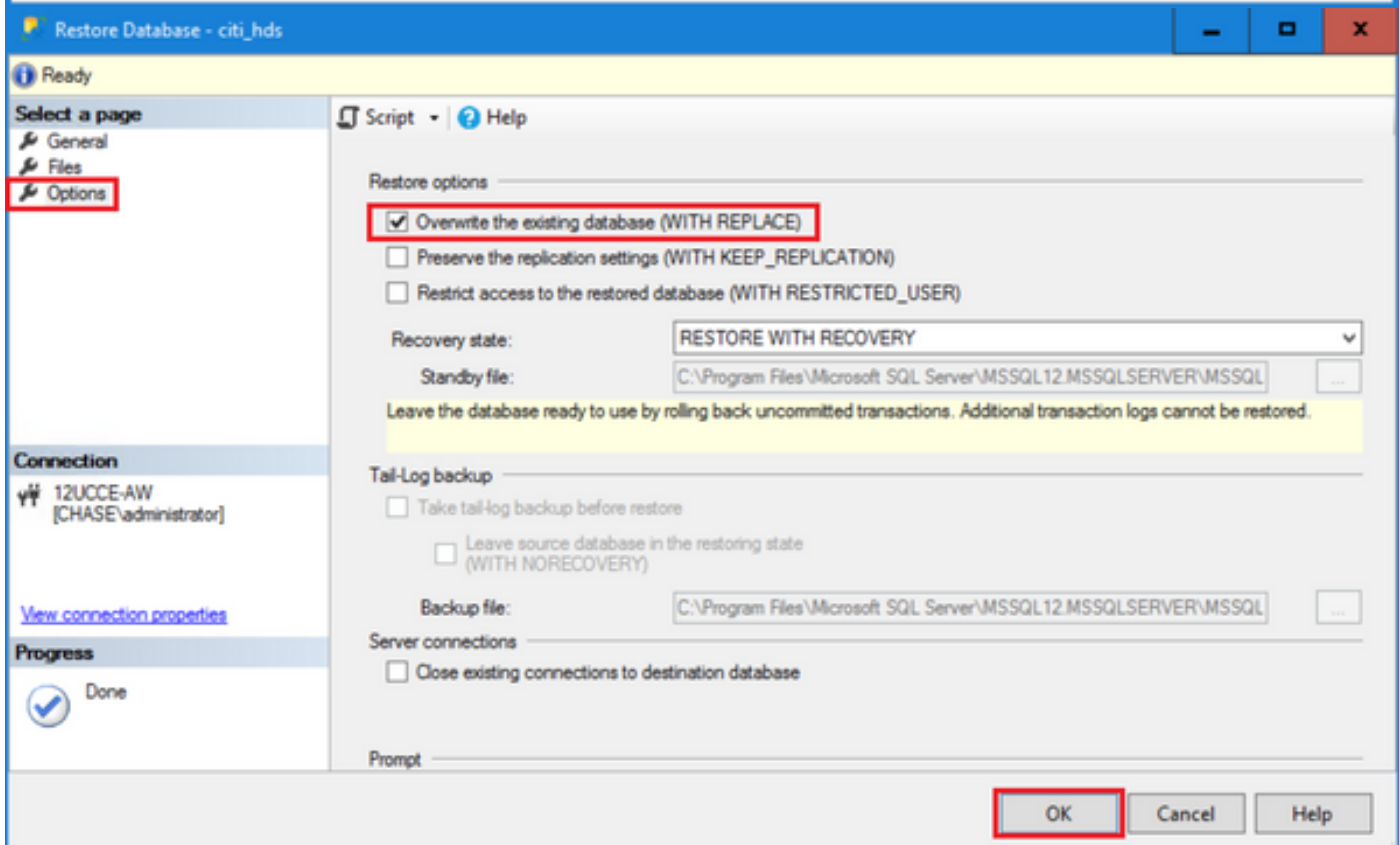 Restore Database - citi_hds
Ready
Select a page
General
Files
Options
Script
Help
Restore options
Overwrite the existing database (WITH REPLACE)
Preserve the replication settings (WITH KEEP_REPLICATION)
Restrict access to the restored database (WITH RESTRICTED_USER)
Recovery state:
RESTORE WITH RECOVERY
Standby file:
C:\Program Files\Microsoft SQL Server\MSSQL12.MSSQLSERVER\MSSQL
...
Leave the database ready to use by rolling back uncommitted transactions. Additional transaction logs cannot be restored.
Tail-Log backup
Take tail-log backup before restore
Leave source database in the restoring state
(WITH NORECOVERY)
Backup file:
C:\Program Files\Microsoft SQL Server\MSSQL12.MSSQLSERVER\MSSQL
...
Server connections
Close existing connections to destination database
Prompt
Connection
12UCCE-AW
[CHASE\administrator]
View connection properties
Progress
Done
OK
Cancel
Help